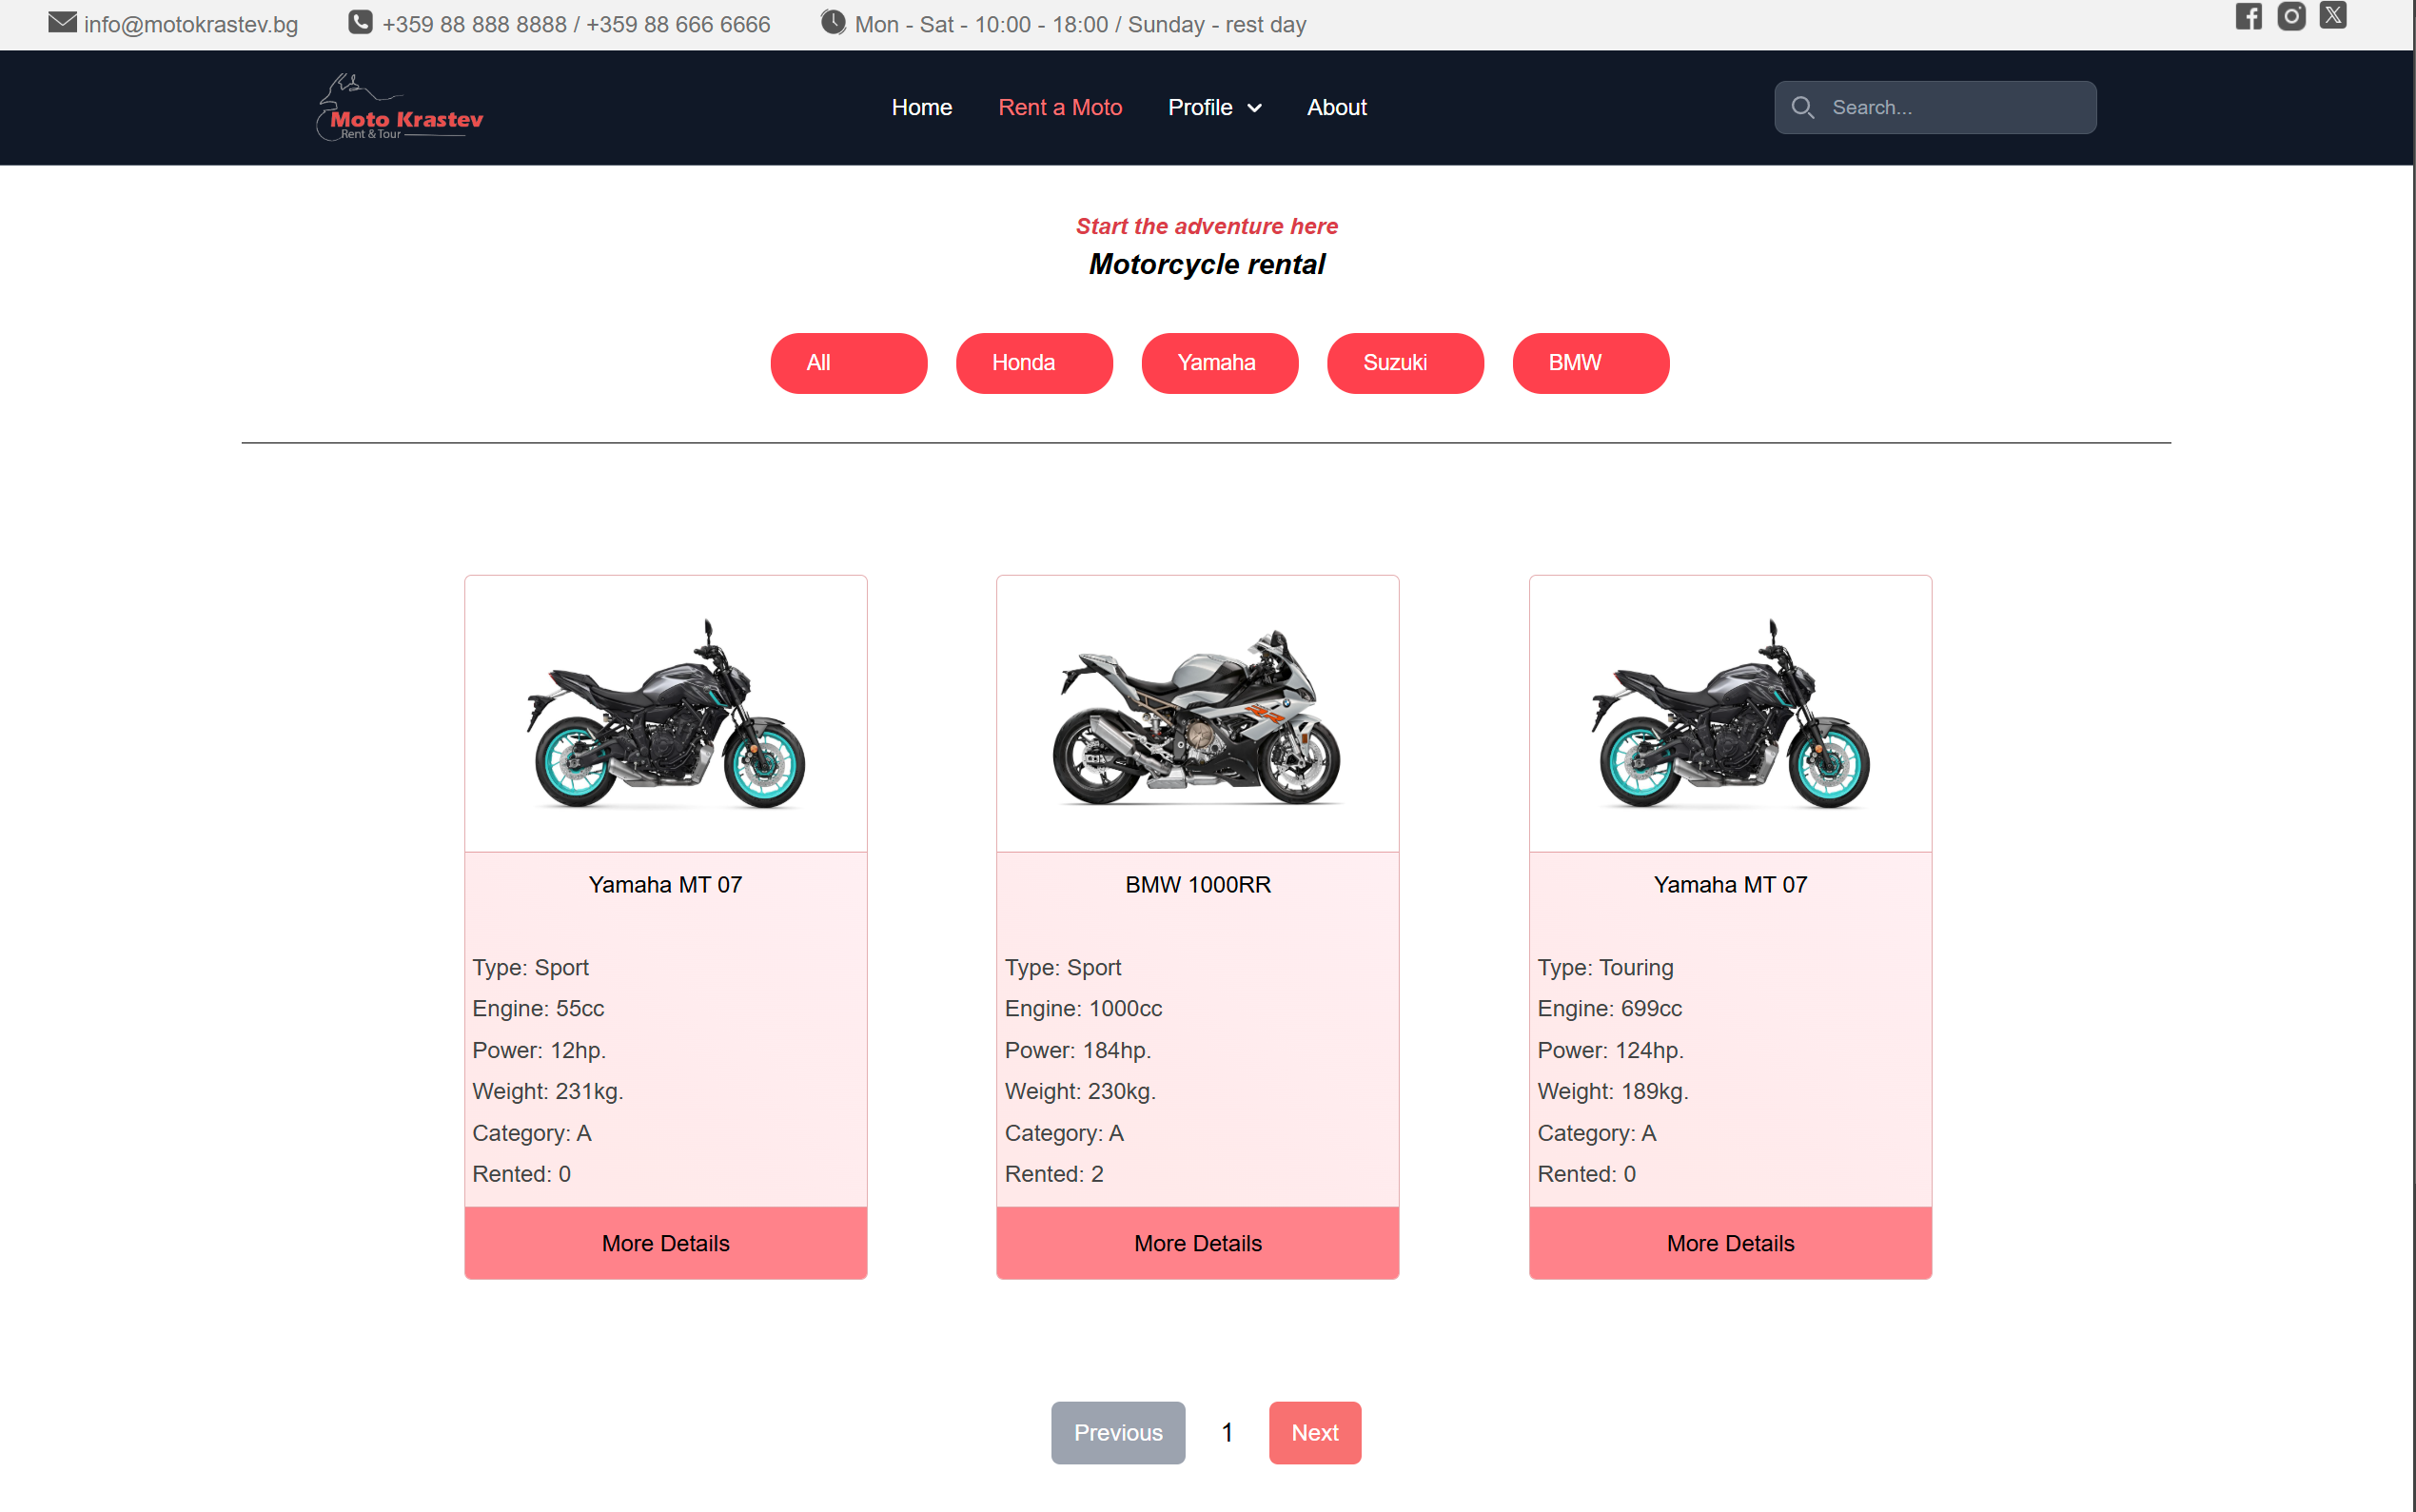 info@motokrastev.bg
+359 88 888 8888 / +359 88 666 6666
Mon - Sat - 10:00 - 18:00 / Sunday - rest day
Moto Krastev
Rent & Tour
Home
Rent a Moto
Profile
About
Search...
Start the adventure here
Motorcycle rental
All
Honda
Yamaha
Suzuki
BMW
Yamaha MT 07
Type: Sport
Engine: 55cc
Power: 12hp.
Weight: 231kg.
Category: A
Rented: 0
More Details
BMW 1000RR
Type: Sport
Engine: 1000cc
Power: 184hp.
Weight: 230kg.
Category: A
Rented: 2
More Details
Yamaha MT 07
Type: Touring
Engine: 699cc
Power: 124hp.
Weight: 189kg.
Category: A
Rented: 0
More Details
Previous
1
Next